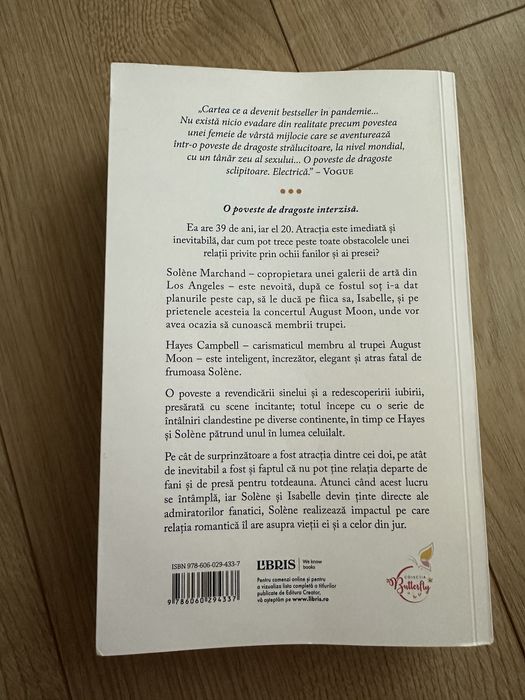 „Cartea ce a devenit bestseller în pandemie...
Nu există nicio evadare din realitate precum povestea
unei femeie de vârstă mijlocie care se aventurează
într-o poveste de dragoste strălucitoare, la nivel mondial,
cu un tânăr zeu al sexului... O poveste de dragoste
sclipitoare. Electrică.” – VOGUE
O poveste de dragoste interzisă.
Ea are 39 de ani, iar el 20. Atracția este imediată și
inevitabilă, dar cum pot trece peste toate obstacolele unei
relații privite prin ochii fanilor și ai presei?
Solène Marchand – copropietara unei galerii de artă din
Los Angeles – este nevoită, după ce fostul soț i-a dat
planurile peste cap, să le ducă pe fiica sa, Isabelle, și pe
prietenele acesteia la concertul August Moon, unde vor
avea ocazia să cunoască membrii trupei.
Hayes Campbell – carismaticul membru al trupei August
Moon – este inteligent, încrezător, elegant și atras fatal de
frumoasa Solène.
O poveste a revendicării sinelui și a redescoperirii iubirii,
presărată cu scene incitante; totul începe cu o serie de
întâlniri clandestine pe diverse continente, în timp ce Hayes
și Solène pătrund unul în lumea celuilalt.
Pe cât de surprinzătoare a fost atracția dintre cei doi, pe atât
de inevitabil a fost și faptul că nu pot ține relația departe de
fani și de presă pentru totdeauna. Atunci când acest lucru
se întâmplă, iar Solène și Isabelle devin ținte directe ale
admiratorilor fanatici, Solène realizează impactul pe care
relația romantică îl are asupra vieții ei și a celor din jur.
ISBN 978-606-029-433-7
9 786060 294337
LIBRIS
We know
books
Pentru comenzi online și pentru
a vizualiza lista completă a titlurilor
publicate de Editura Creator,
vă așteptăm pe www.libris.ro
COLECȚIA
Butterfly